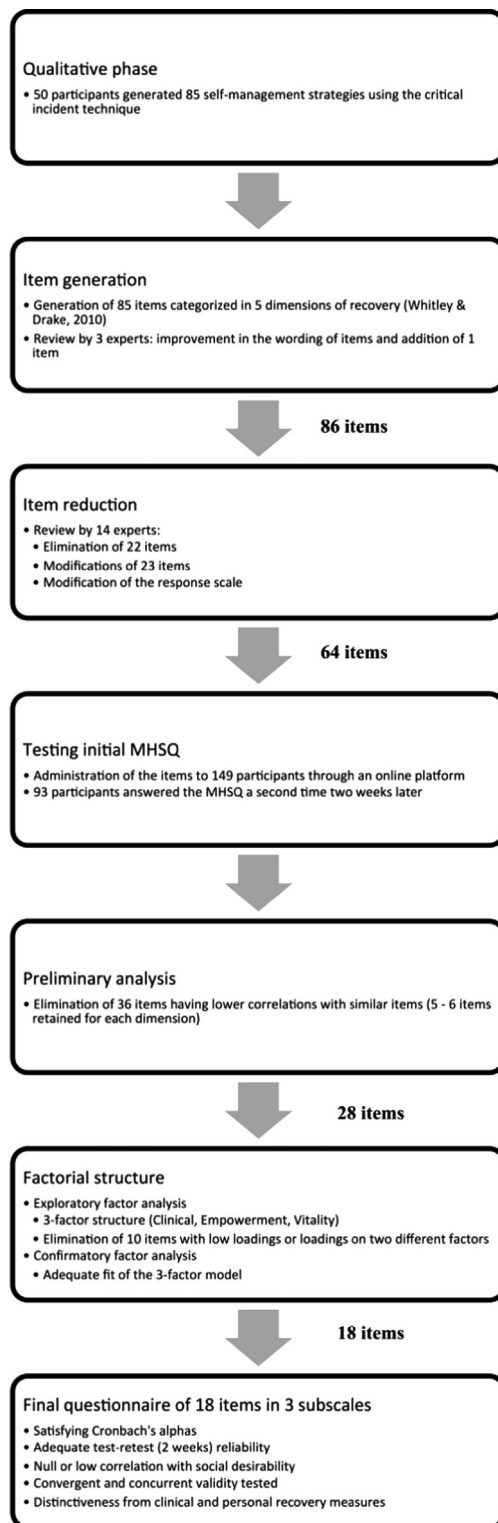 Qualitative phase
• 50 participants generated 85 self-management strategies using the critical
incident technique
Item generation
• Generation of 85 items categorized in 5 dimensions of recovery (Whitley &
Drake, 2010)
• Review by 3 experts: improvement in the wording of items and addition of 1
item
86 items
Item reduction
• Review by 14 experts:
• Elimination of 22 items
• Modifications of 23 items
• Modification of the response scale
64 items
Testing initial MHSQ
• Administration of the items to 149 participants through an online platform
• 93 participants answered the MHSQ a second time two weeks later
Preliminary analysis
• Elimination of 36 items having lower correlations with similar items (5 - 6 items
retained for each dimension)
28 items
Factorial structure
• Exploratory factor analysis
• 3-factor structure (Clinical, Empowerment, Vitality)
• Elimination of 10 items with low loadings or loadings on two different factors
• Confirmatory factor analysis
• Adequate fit of the 3-factor model
18 items
Final questionnaire of 18 items in 3 subscales
• Satisfying Cronbach's alphas
• Adequate test-retest (2 weeks) reliability
• Null or low correlation with social desirability
• Convergent and concurrent validity tested
• Distinctiveness from clinical and personal recovery measures